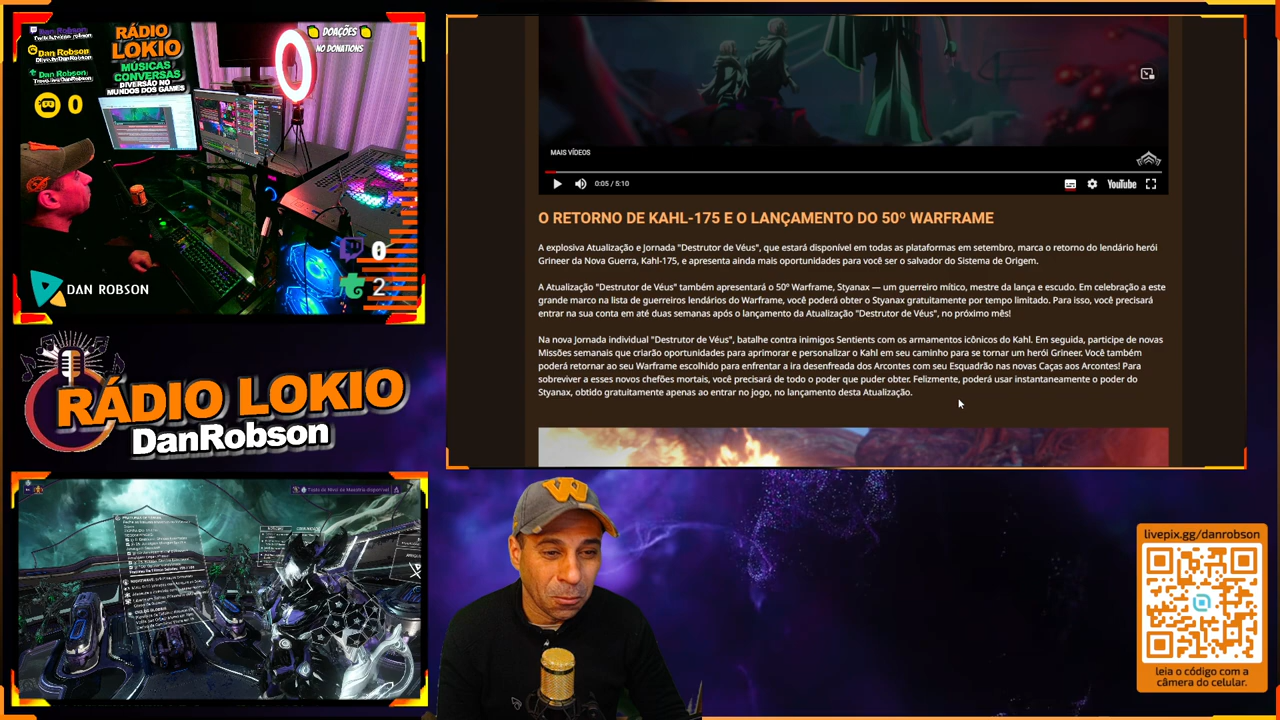 Dan Robson
Dan Robson
RÁDIO
LOKIO
MÚSICAS
CONVERSAS
DIVERSÃO NO
MUNDOS DOS GAMES
DOAÇÕES
NO DONATIONS
0
0
2
DAN ROBSON
RÁDIO LOKIO
DanRobson
MAIS VÍDEOS
0:05 / 5:10
YouTube
O RETORNO DE KAHL-175 E O LANÇAMENTO DO 50º WARFRAME
A explosiva Atualização e Jornada "Destrutor de Véus", que estará disponível em todas as plataformas em setembro, marca o retorno do lendário herói
Grineer da Nova Guerra, Kahl-175, e apresenta ainda mais oportunidades para você ser o salvador do Sistema de Origem.
A Atualização "Destrutor de Véus" também apresentará o 50º Warframe, Styanax — um guerreiro mítico, mestre da lança e escudo. Em celebração a este
grande marco na lista de guerreiros lendários do Warframe, você poderá obter o Styanax gratuitamente por tempo limitado. Para isso, você precisará
entrar na sua conta em até duas semanas após o lançamento da Atualização "Destrutor de Véus", no próximo mês!
Na nova Jornada individual "Destrutor de Véus", batalhe contra inimigos Sentients com os armamentos icônicos do Kahl. Em seguida, participe de novas
Missões semanais que criarão oportunidades para aprimorar e personalizar o Kahl em seu caminho para se tornar um herói Grineer. Você também
poderá retornar ao seu Warframe escolhido para enfrentar a ira desenfreada dos Arcontes com seu Esquadrão nas novas Caças aos Arcontes! Para
sobreviver a esses novos chefões mortais, você precisará de todo o poder que puder obter. Felizmente, poderá usar instantaneamente o poder do
Styanax, obtido gratuitamente apenas ao entrar no jogo, no lançamento desta Atualização.
W
livepix.gg/danrobson
leia o código com a
câmera do celular.